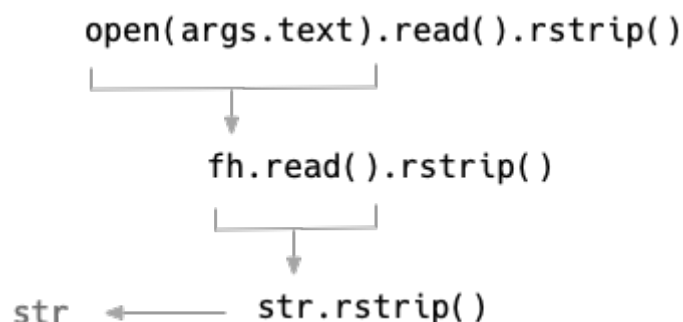 open(args.text).read().rstrip()
fh.read().rstrip()
str str.rstrip()